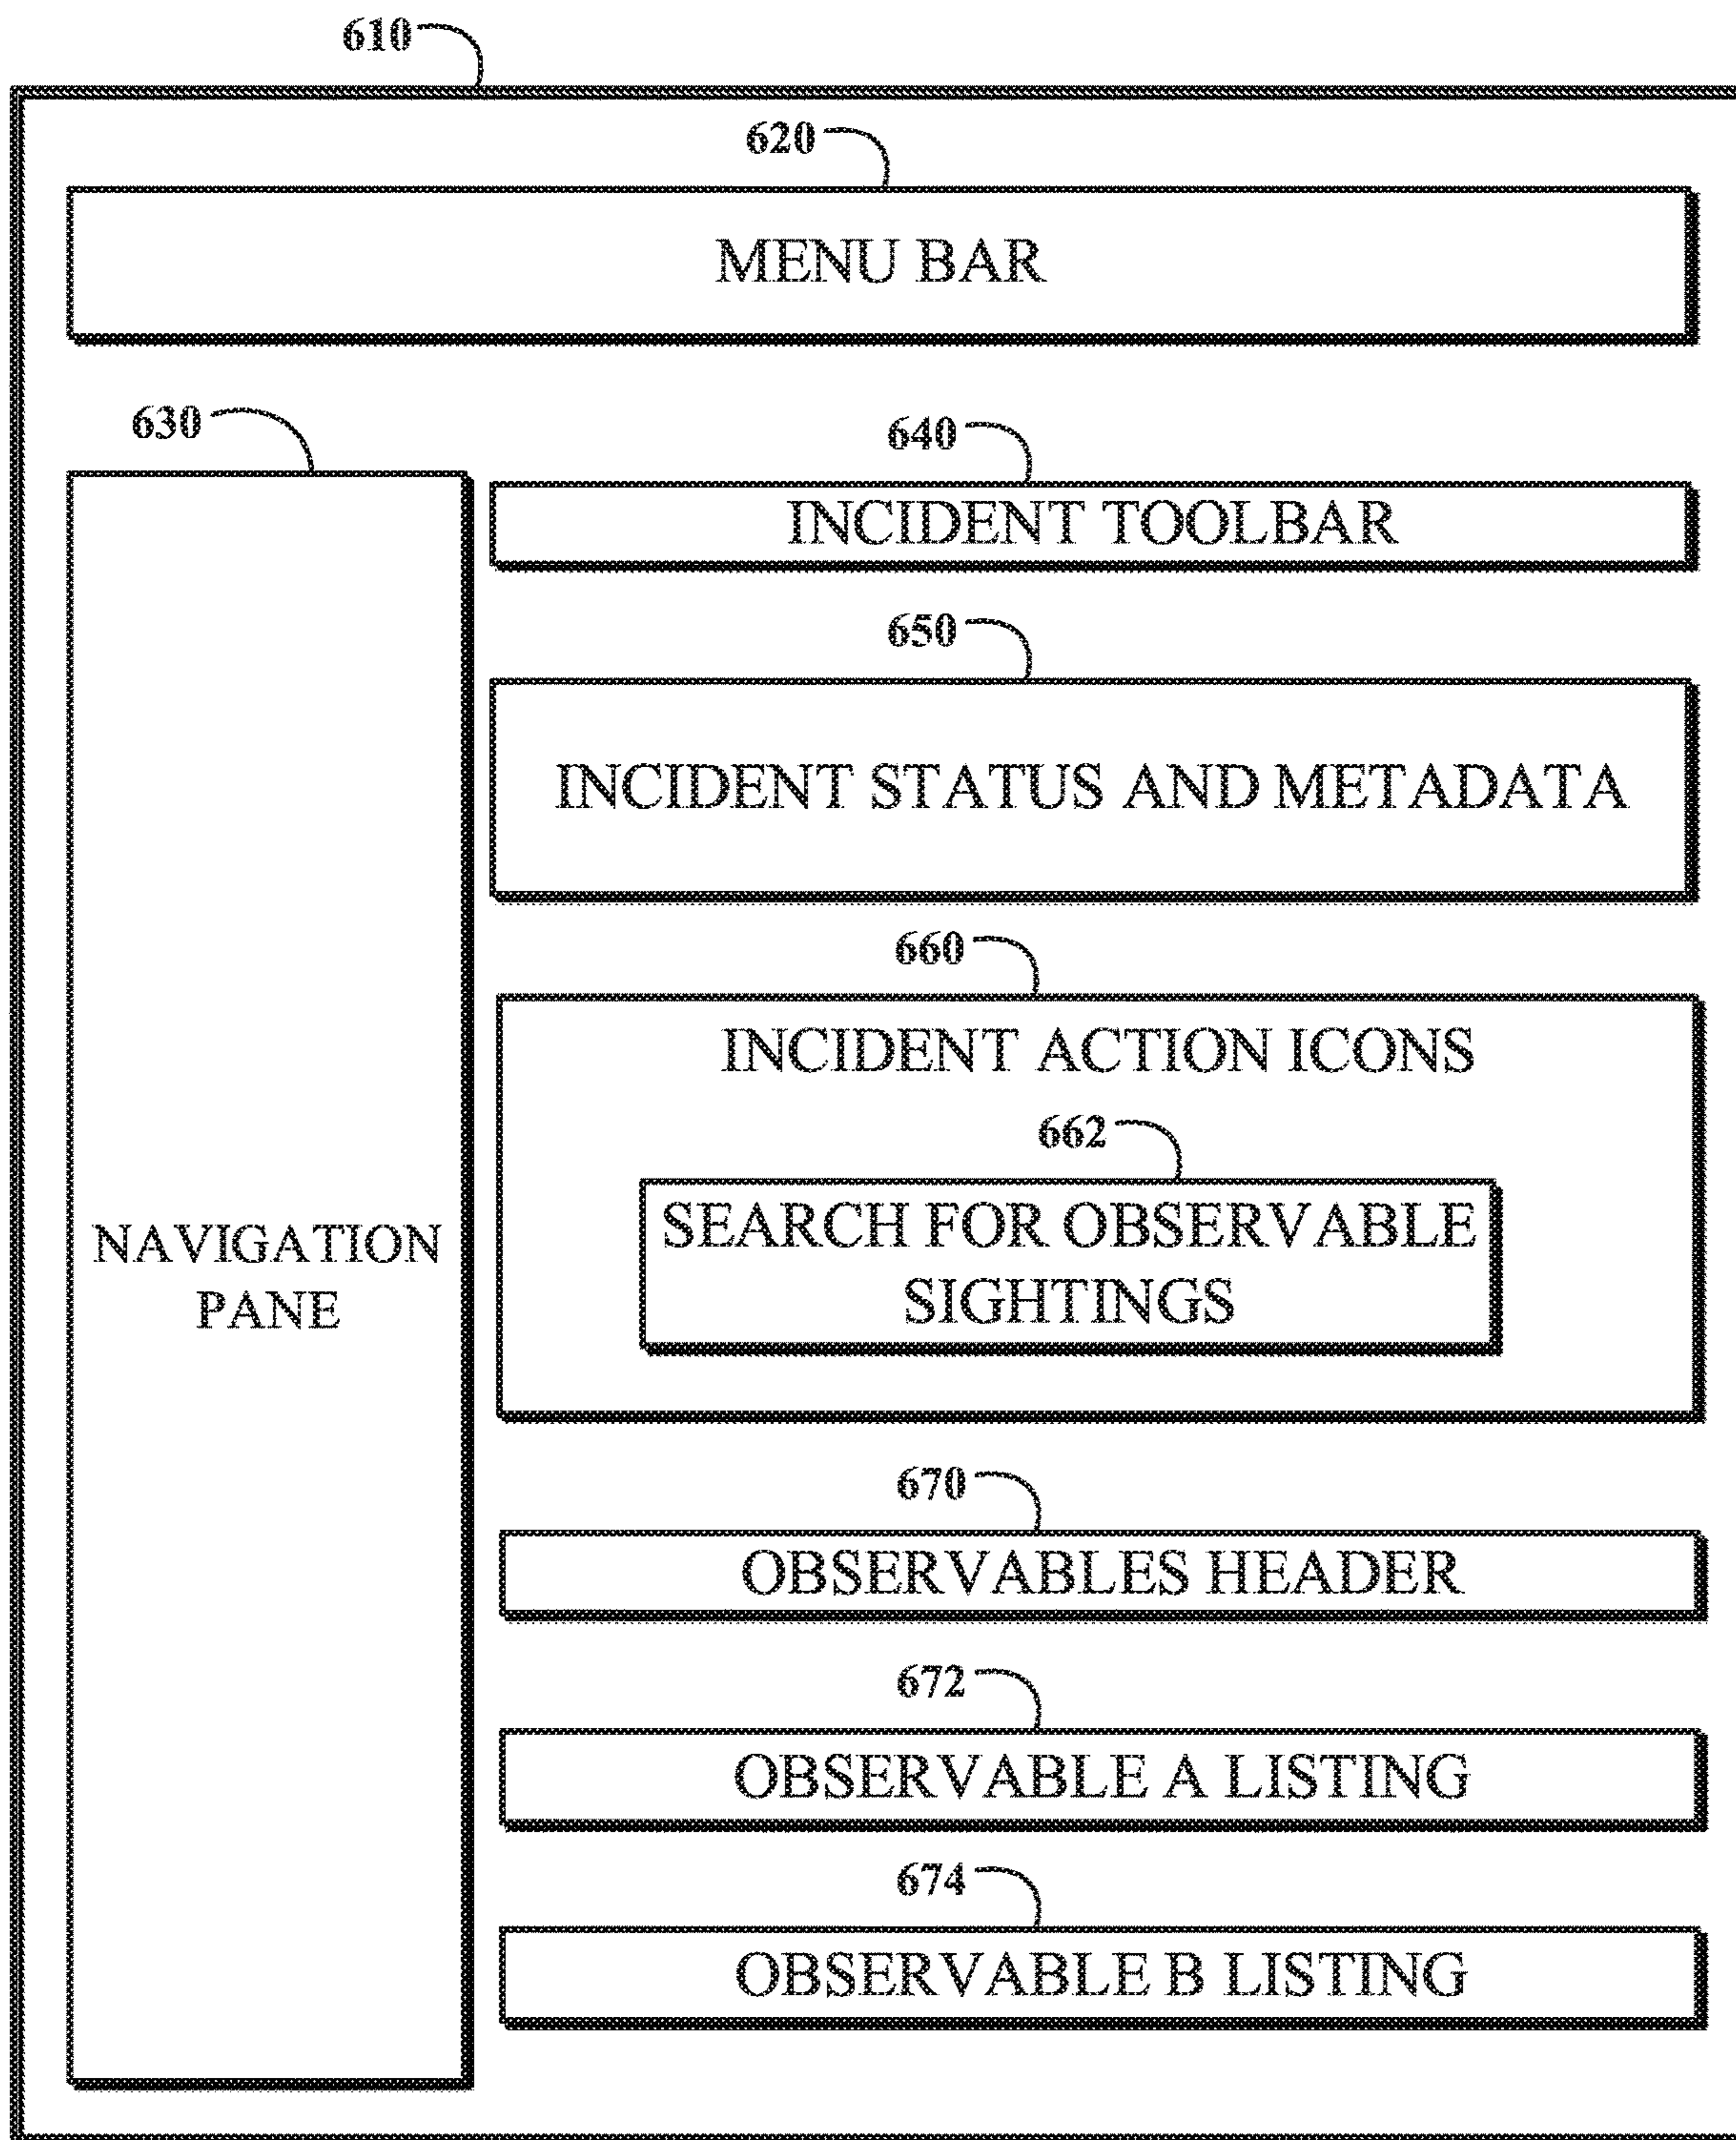 610
620
MENU BAR
630
640
INCIDENT TOOLBAR
650
INCIDENT STATUS AND METADATA
660
INCIDENT ACTION ICONS
662
SEARCH FOR OBSERVABLE
SIGHTINGS
NAVIGATION
PANE
670
OBSERVABLES HEADER
672
OBSERVABLE A LISTING
674
OBSERVABLE B LISTING